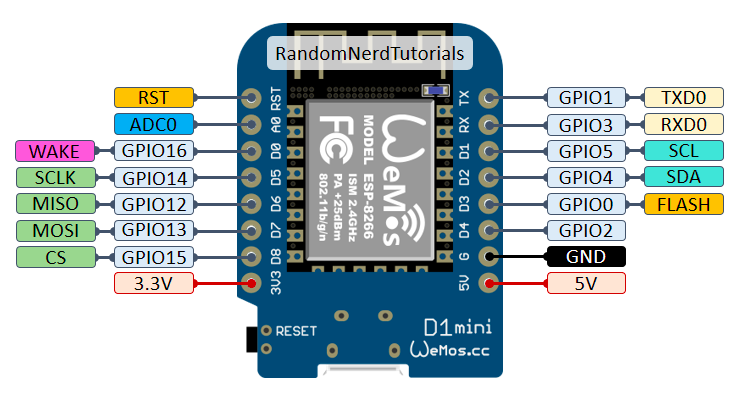 RandomNerdTutorials
RST RST TX GPIO1 TXD0
ADC0 A0 RX GPIO3 RXD0
WAKE GPIO16 D0 D1 GPIO5 SCL
SCLK GPIO14 D5 D2 GPIO4 SDA
MISO GPIO12 D6 D3 GPIO0 FLASH
MOSI GPIO13 D7 D4 GPIO2
CS GPIO15 D8 G GND
3.3V 3V3 5V 5V
WeMos
MODEL ESP-8266
ISM 2.4GHz
PA +25dBm
802.11b/g/n
FC
RESET
D1mini
WeMos.cc